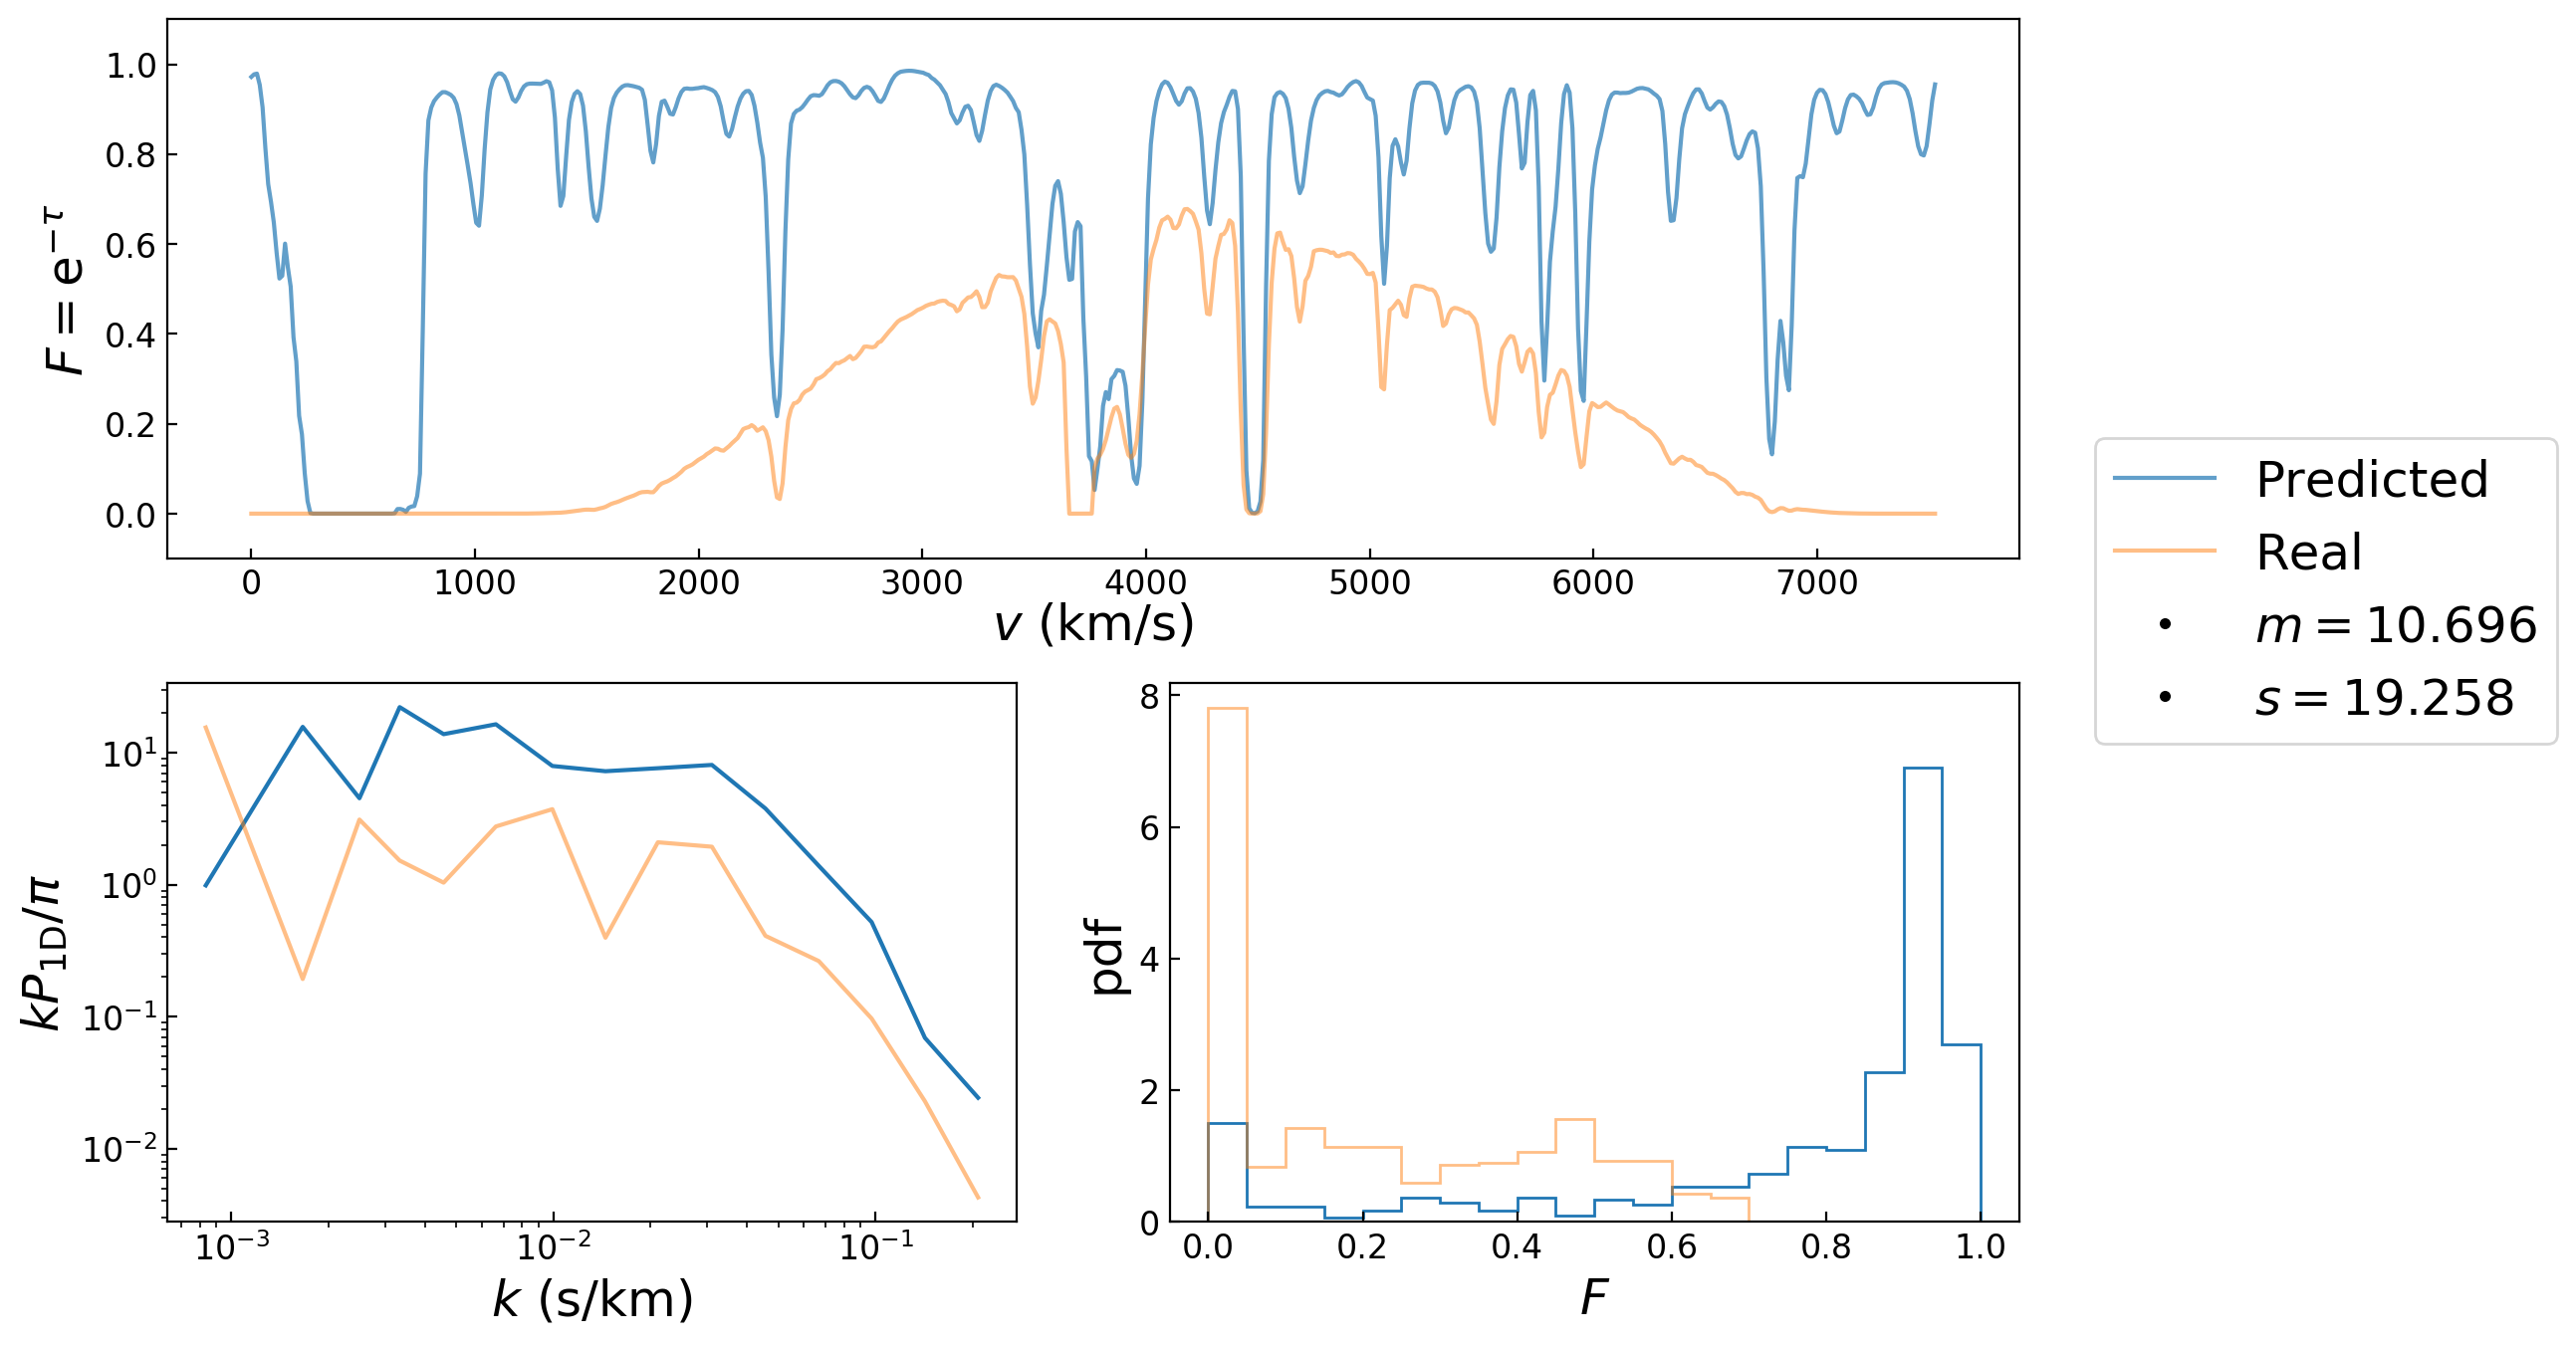 F = e^{-τ}
1.0
0.8
0.6
0.4
0.2
0.0
0 1000 2000 3000 4000 5000 6000 7000
v (km/s)
Predicted
Real
m = 10.696
s = 19.258
kP_{1D}/π
10^1
10^0
10^{-1}
10^{-2}
10^{-3} 10^{-2} 10^{-1}
k (s/km)
pdf
8
6
4
2
0
0.0 0.2 0.4 0.6 0.8 1.0
F